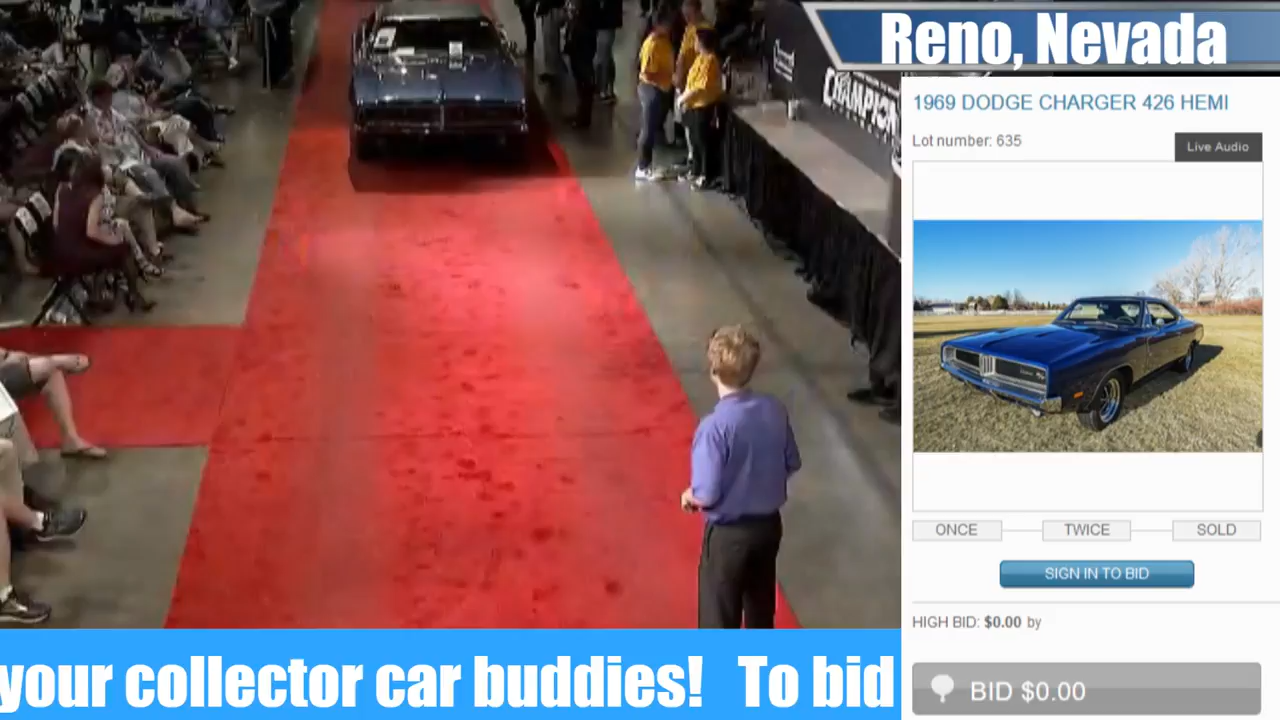 Reno, Nevada
1969 DODGE CHARGER 426 HEMI
Lot number: 635
Live Audio
ONCE TWICE SOLD
SIGN IN TO BID
HIGH BID: $0.00 by
BID $0.00
your collector car buddies! To bid